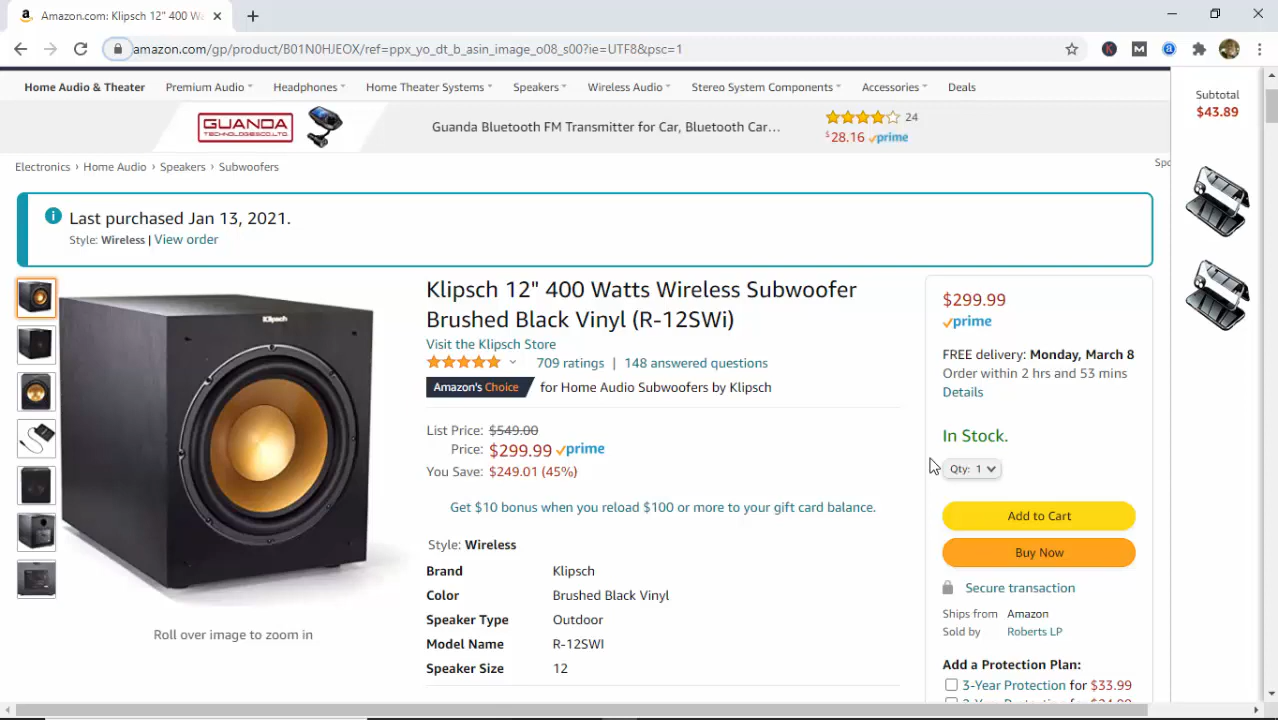 Amazon.com: Klipsch 12" 400 Wa
amazon.com/gp/product/B01N0HJEOX/ref=ppx_yo_dt_b_asin_image_o08_s00?ie=UTF8&psc=1
Home Audio & Theater Premium Audio Headphones Home Theater Systems Speakers Wireless Audio Stereo System Components Accessories Deals
Subtotal
$43.89
GUANDA
TECHNOLOGIES CO. LTD.
Guanda Bluetooth FM Transmitter for Car, Bluetooth Car…
24
$28.16 prime
Electronics › Home Audio › Speakers › Subwoofers
Spo
Last purchased Jan 13, 2021.
Style: Wireless | View order
Klipsch
Roll over image to zoom in
Klipsch 12" 400 Watts Wireless Subwoofer
Brushed Black Vinyl (R-12SWi)
Visit the Klipsch Store
709 ratings | 148 answered questions
Amazon's Choice for Home Audio Subwoofers by Klipsch
List Price: $549.00
Price: $299.99 prime
You Save: $249.01 (45%)
Get $10 bonus when you reload $100 or more to your gift card balance.
Style: Wireless
Brand Klipsch
Color Brushed Black Vinyl
Speaker Type Outdoor
Model Name R-12SWI
Speaker Size 12
$299.99
prime
FREE delivery: Monday, March 8
Order within 2 hrs and 53 mins
Details
In Stock.
Qty: 1
Add to Cart
Buy Now
Secure transaction
Ships from Amazon
Sold by Roberts LP
Add a Protection Plan:
3-Year Protection for $33.99